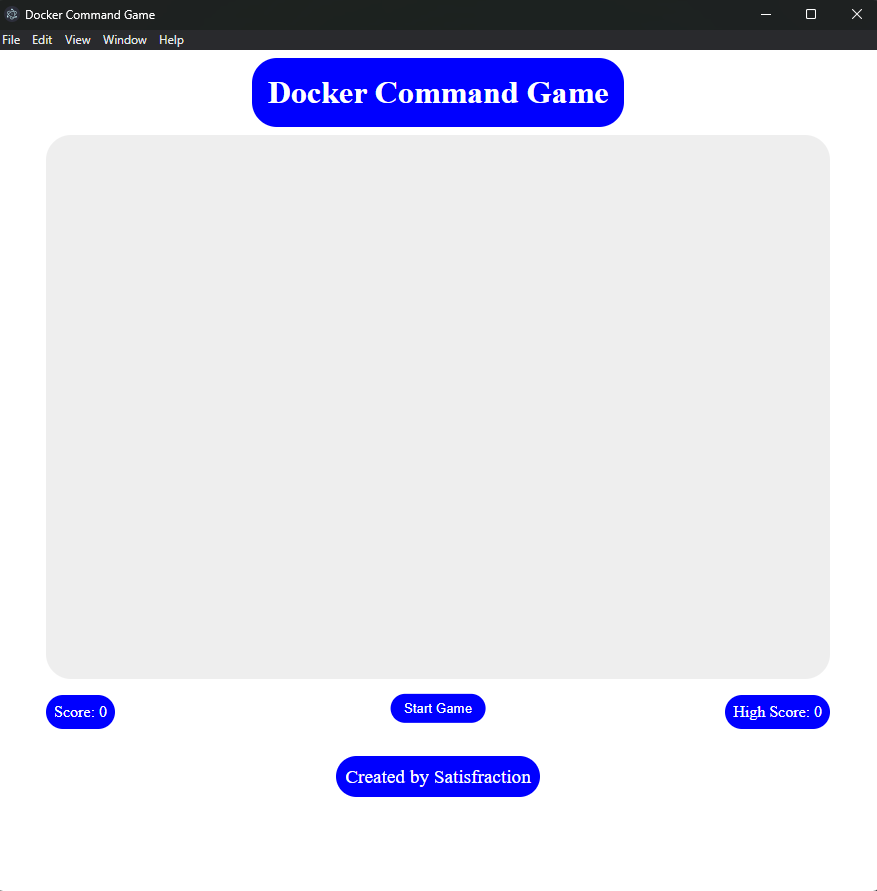 Docker Command Game
File Edit View Window Help
Docker Command Game
Score: 0
Start Game
High Score: 0
Created by Satisfraction